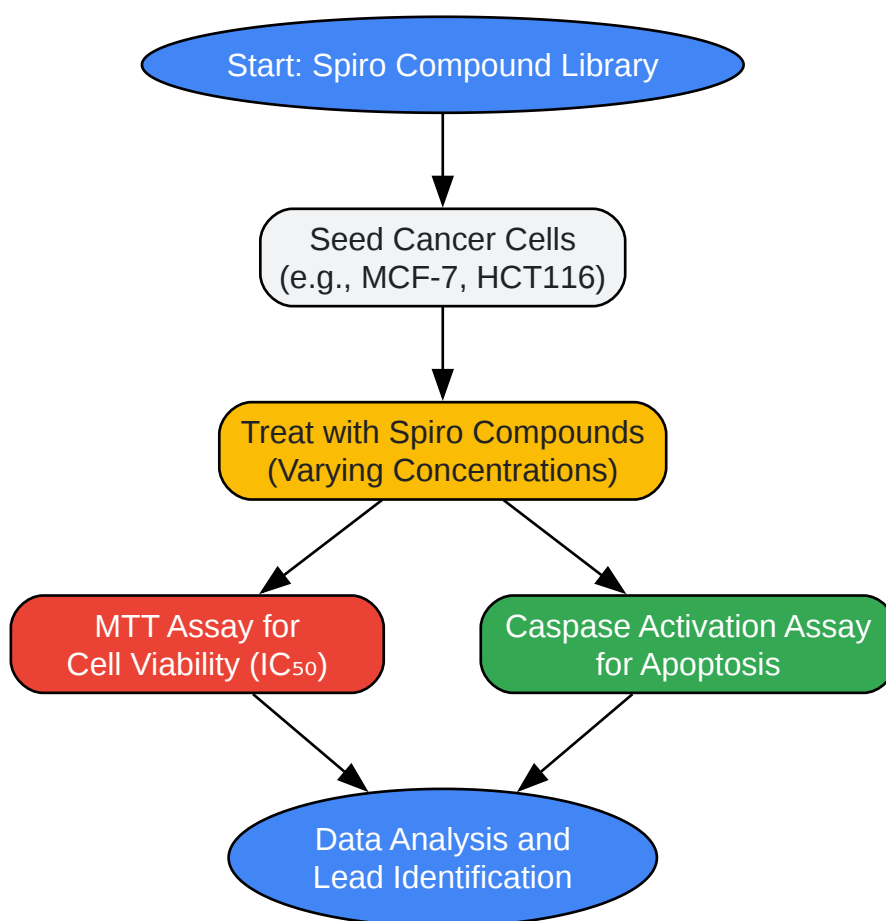 Start: Spiro Compound Library
Seed Cancer Cells
(e.g., MCF-7, HCT116)
Treat with Spiro Compounds
(Varying Concentrations)
MTT Assay for
Cell Viability (IC₅₀)
Caspase Activation Assay
for Apoptosis
Data Analysis and
Lead Identification